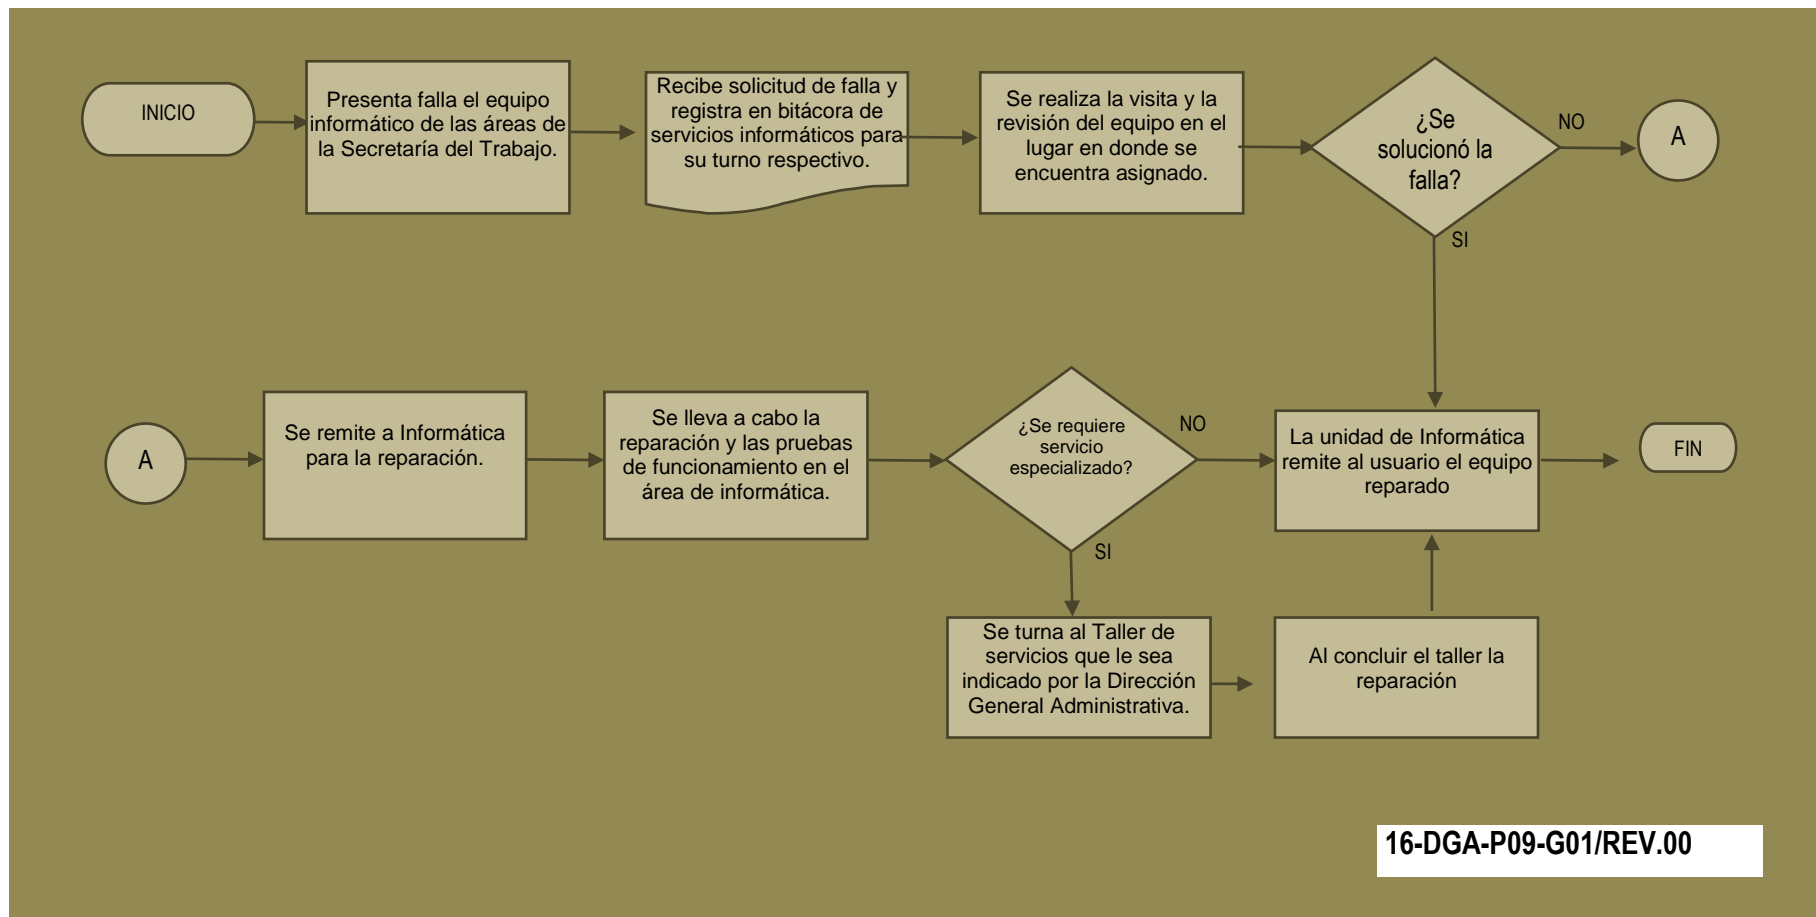 INICIO
Presenta falla el equipo
informático de las áreas de
la Secretaría del Trabajo.
Recibe solicitud de falla y
registra en bitácora de
servicios informáticos para
su turno respectivo.
Se realiza la visita y la
revisión del equipo en el
lugar en donde se
encuentra asignado.
¿Se
solucionó la
falla?
NO
A
SI
A
Se remite a Informática
para la reparación.
Se lleva a cabo la
reparación y las pruebas
de funcionamiento en el
área de informática.
¿Se requiere
servicio
especializado?
NO
La unidad de Informática
remite al usuario el equipo
reparado
FIN
SI
Se turna al Taller de
servicios que le sea
indicado por la Dirección
General Administrativa.
Al concluir el taller la
reparación
16-DGA-P09-G01/REV.00